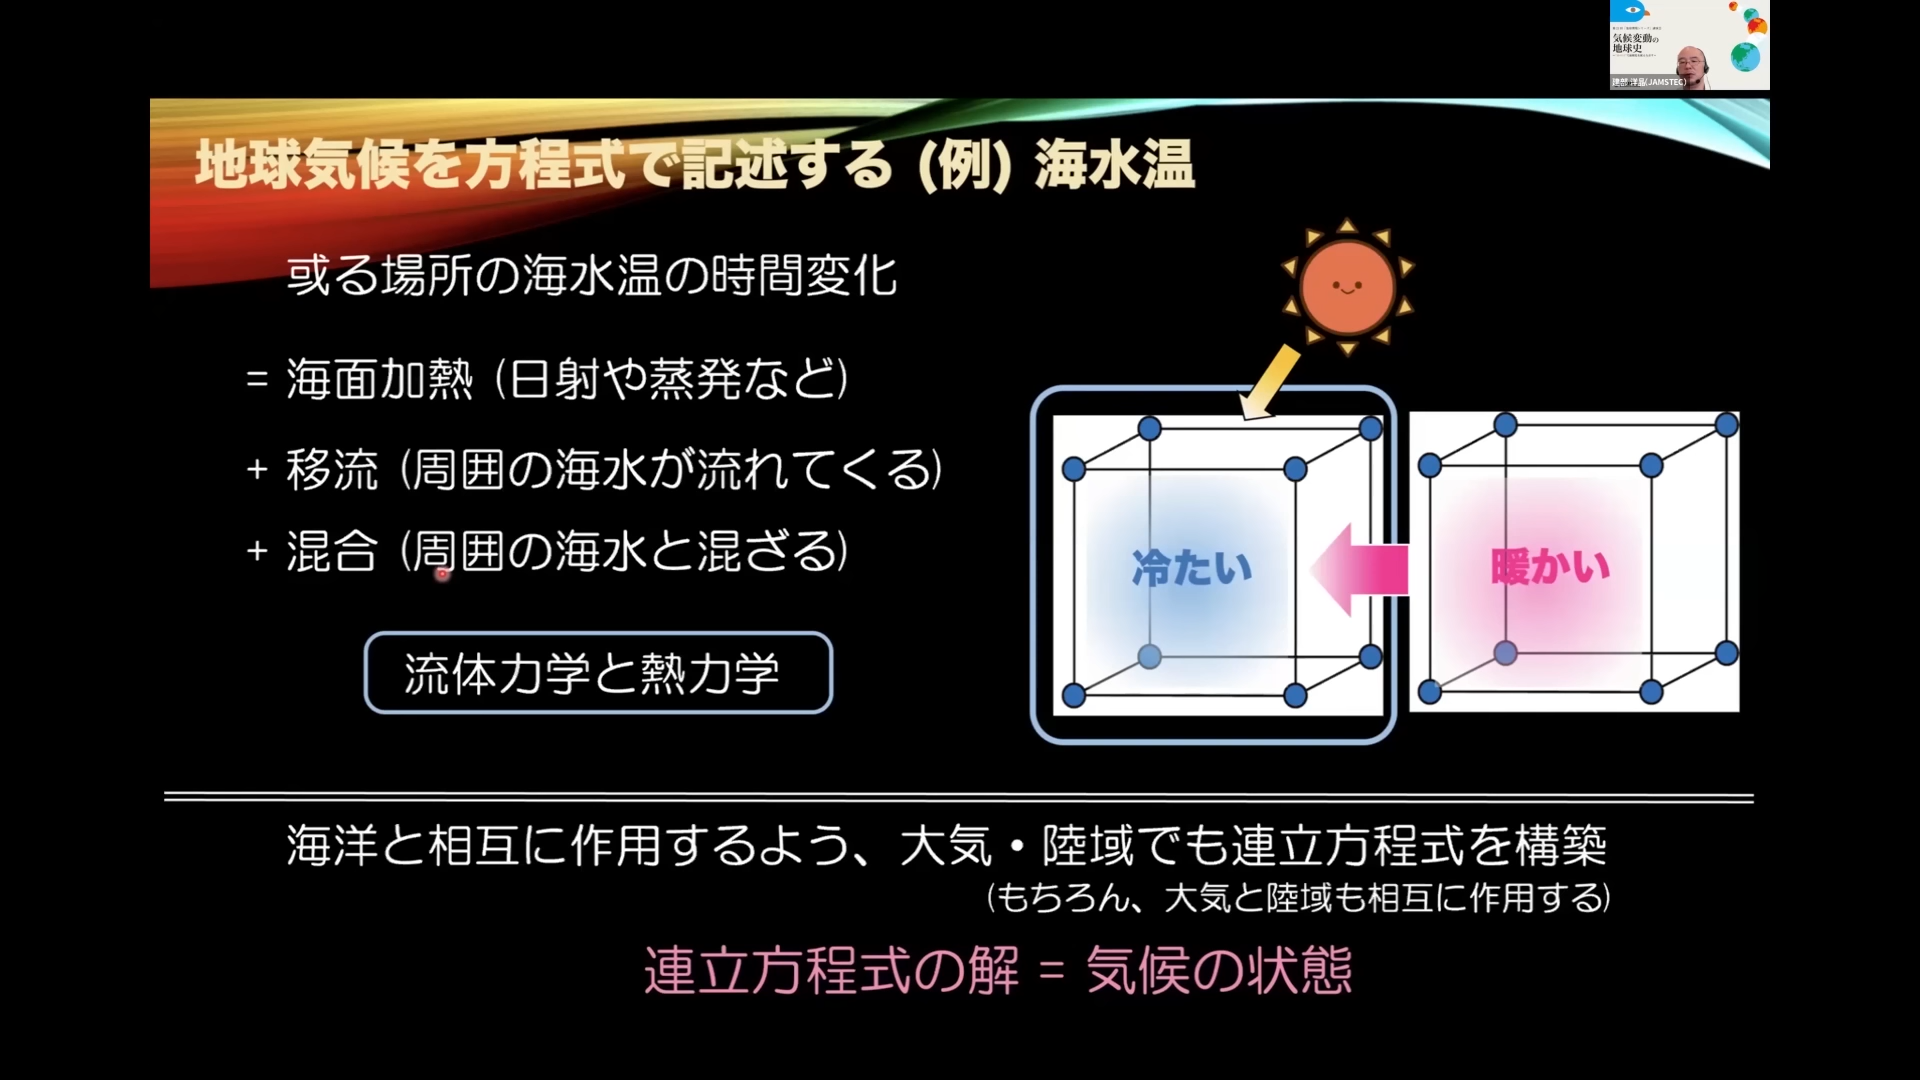 気候変動の
地球史
建部 洋晶(JAMSTEC)
地球気候を方程式で記述する (例) 海水温
或る場所の海水温の時間変化
= 海面加熱 (日射や蒸発など)
+ 移流 (周囲の海水が流れてくる)
+ 混合 (周囲の海水と混ざる)
流体力学と熱力学
冷たい
暖かい
海洋と相互に作用するよう、大気・陸域でも連立方程式を構築
(もちろん、大気と陸域も相互に作用する)
連立方程式の解 = 気候の状態